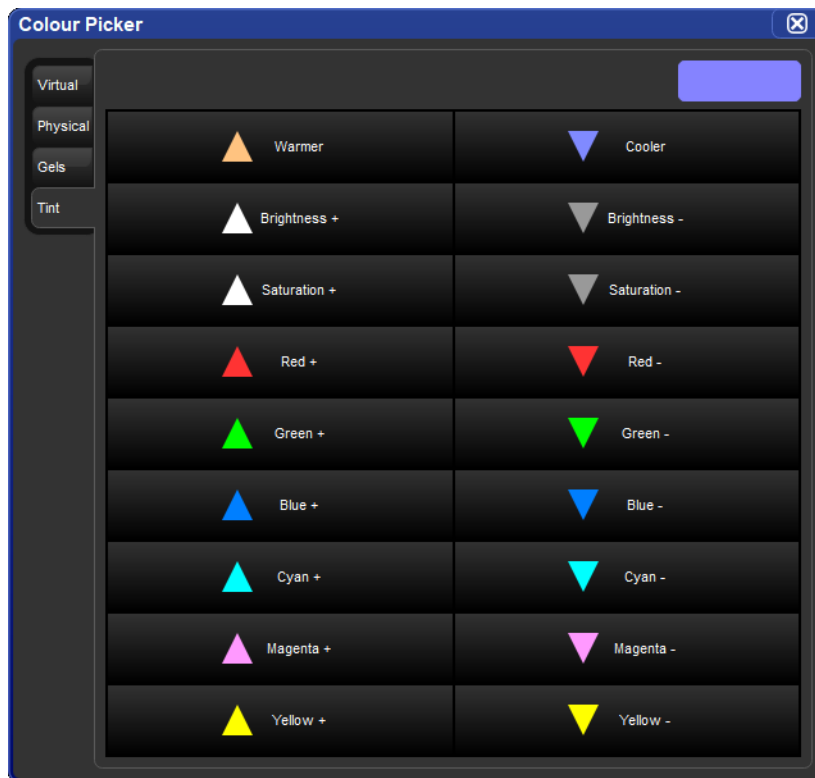 Colour Picker
Virtual
Physical
Gels
Tint
Warmer
Cooler
Brightness +
Brightness -
Saturation +
Saturation -
Red +
Red -
Green +
Green -
Blue +
Blue -
Cyan +
Cyan -
Magenta +
Magenta -
Yellow +
Yellow -